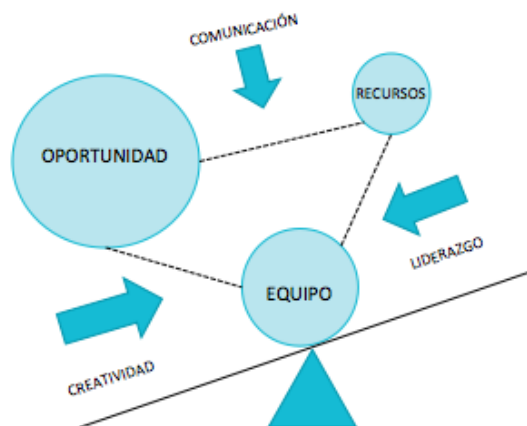 COMUNICACIÓN
RECURSOS
OPORTUNIDAD
LIDERAZGO
EQUIPO
CREATIVIDAD